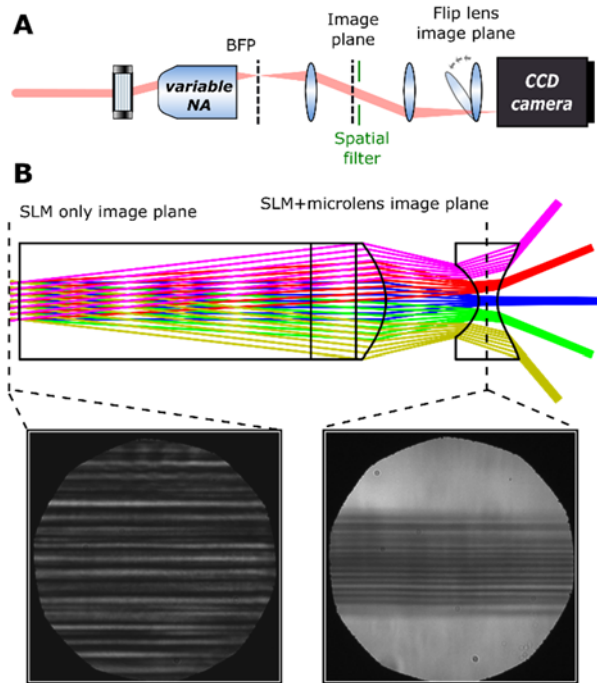 A
BFP
Image
plane
Flip lens
image plane
variable
NA
CCD
camera
Spatial
filter
B
SLM only image plane
SLM+microlens image plane